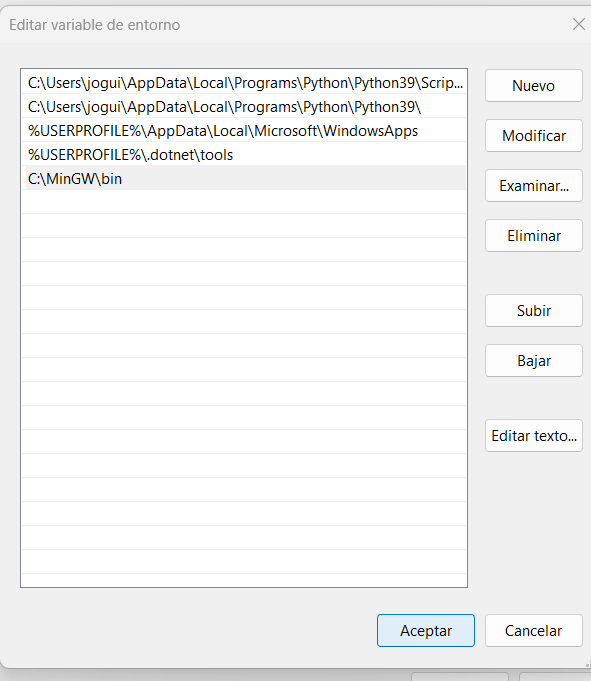 Editar variable de entorno
C:\Users\jogui\AppData\Local\Programs\Python\Python39\Scrip...
C:\Users\jogui\AppData\Local\Programs\Python\Python39\
%USERPROFILE%\AppData\Local\Microsoft\WindowsApps
%USERPROFILE%\.dotnet\tools
C:\MinGW\bin
Nuevo
Modificar
Examinar...
Eliminar
Subir
Bajar
Editar texto...
Aceptar
Cancelar